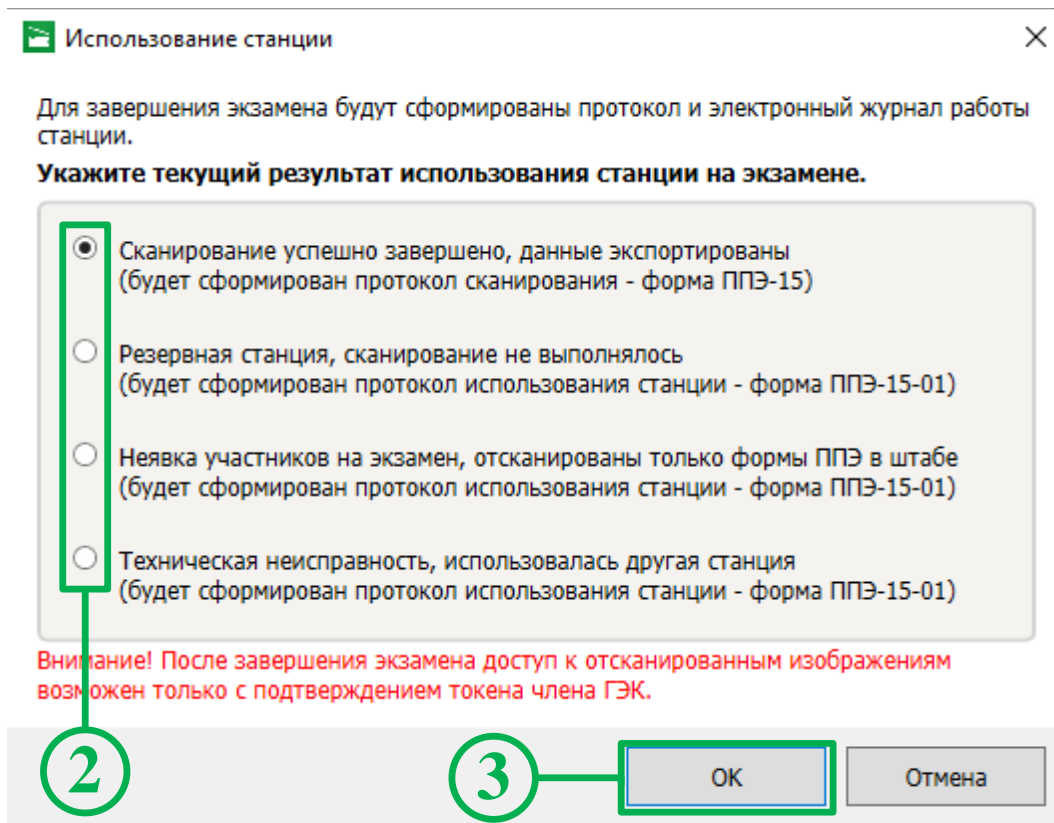 Использование станции
Для завершения экзамена будут сформированы протокол и электронный журнал работы
станции.
Укажите текущий результат использования станции на экзамене.
Сканирование успешно завершено, данные экспортированы
(будет сформирован протокол сканирования - форма ППЭ-15)
Резервная станция, сканирование не выполнялось
(будет сформирован протокол использования станции - форма ППЭ-15-01)
Неявка участников на экзамен, отсканированы только формы ППЭ в штабе
(будет сформирован протокол использования станции - форма ППЭ-15-01)
Техническая неисправность, использовалась другая станция
(будет сформирован протокол использования станции - форма ППЭ-15-01)
Внимание! После завершения экзамена доступ к отсканированным изображениям
возможен только с подтверждением токена члена ГЭК.
2
3
ОК
Отмена